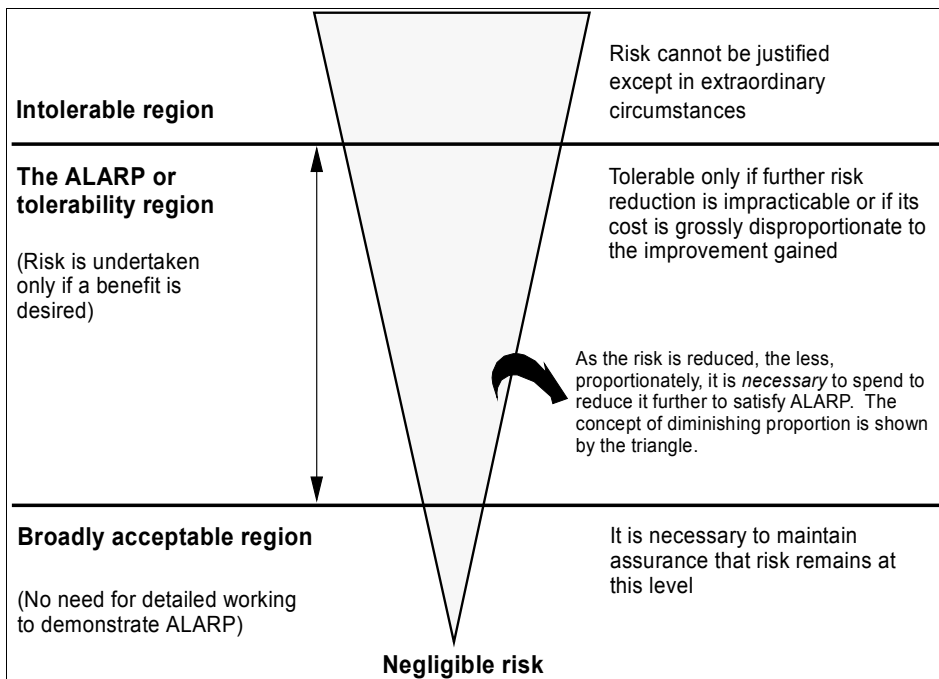 Intolerable region
Risk cannot be justified
except in extraordinary
circumstances
The ALARP or
tolerability region
(Risk is undertaken
only if a benefit is
desired)
Tolerable only if further risk
reduction is impracticable or if its
cost is grossly disproportionate to
the improvement gained
As the risk is reduced, the less,
proportionately, it is necessary to spend to
reduce it further to satisfy ALARP. The
concept of diminishing proportion is shown
by the triangle.
Broadly acceptable region
(No need for detailed working
to demonstrate ALARP)
It is necessary to maintain
assurance that risk remains at
this level
Negligible risk